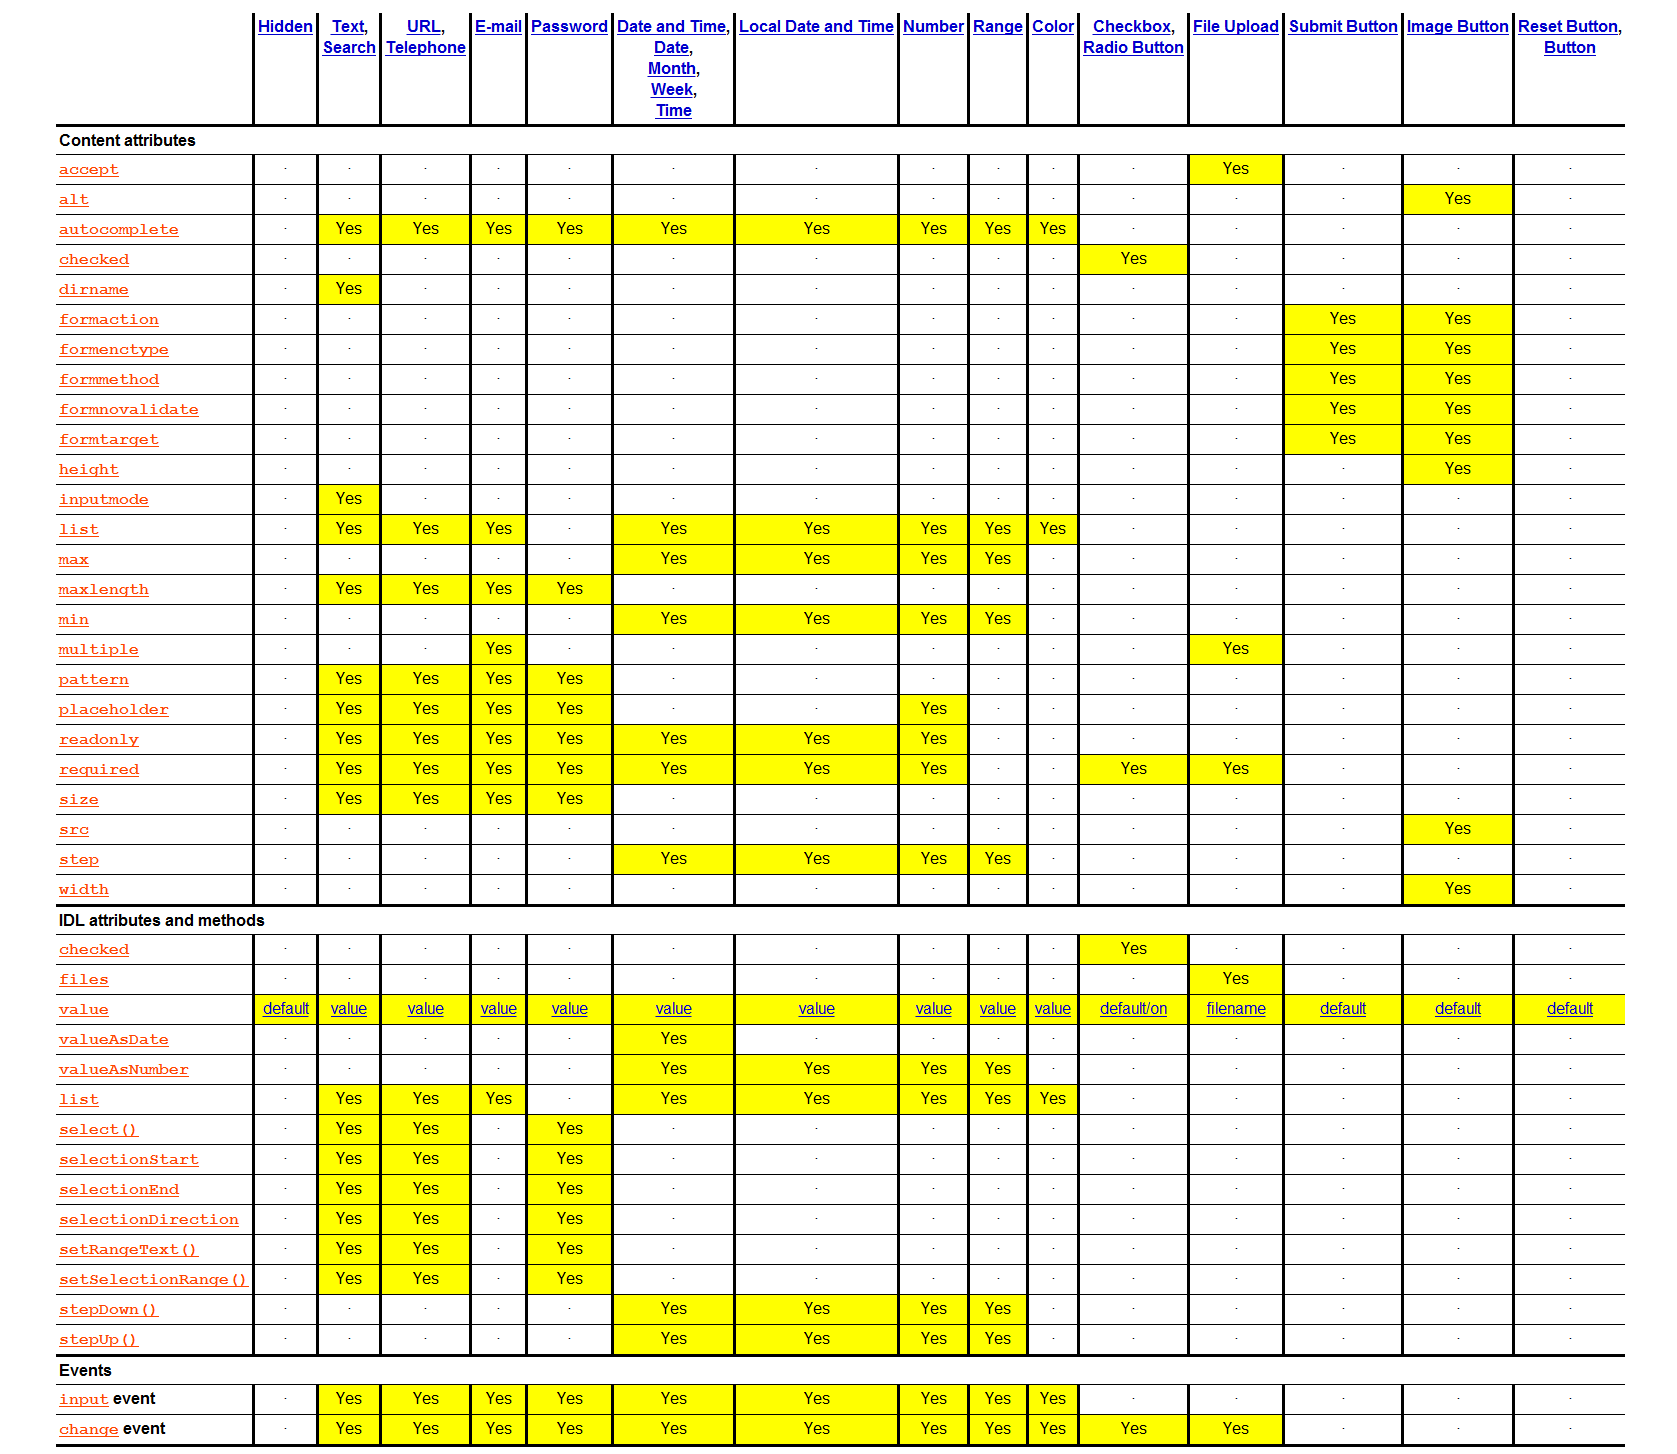 Hidden Text, URL, E-mail Password Date and Time, Local Date and Time Number Range Color Checkbox, File Upload Submit Button Image Button Reset Button,
Search Telephone Date, Radio Button Button
Month,
Week,
Time
Content attributes
accept · · · · · · · · · · Yes · · ·
alt · · · · · · · · · · · · Yes ·
autocomplete · Yes Yes Yes Yes Yes Yes Yes Yes Yes · · · · ·
checked · · · · · · · · · · Yes · · · ·
dirname · Yes · · · · · · · · · · · · ·
formaction · · · · · · · · · · · · Yes Yes ·
formenctype · · · · · · · · · · · · Yes Yes ·
formmethod · · · · · · · · · · · · Yes Yes ·
formnovalidate · · · · · · · · · · · · Yes Yes ·
formtarget · · · · · · · · · · · · Yes Yes ·
height · · · · · · · · · · · · · Yes ·
inputmode · Yes · · · · · · · · · · · · ·
list · Yes Yes Yes · Yes Yes Yes Yes Yes · · · · ·
max · · · · · Yes Yes Yes Yes · · · · · ·
maxlength · Yes Yes Yes Yes · · · · · · · · · ·
min · · · · · Yes Yes Yes Yes · · · · · ·
multiple · · · Yes · · · · · · · Yes · · ·
pattern · Yes Yes Yes Yes · · · · · · · · · ·
placeholder · Yes Yes Yes Yes · · Yes · · · · · · ·
readonly · Yes Yes Yes Yes Yes Yes Yes · · · · · · ·
required · Yes Yes Yes Yes Yes Yes Yes · · Yes Yes · · ·
size · Yes Yes Yes Yes · · · · · · · · · ·
src · · · · · · · · · · · · · Yes ·
step · · · · · Yes Yes Yes Yes · · · · · ·
width · · · · · · · · · · · · · Yes ·
IDL attributes and methods
checked · · · · · · · · · · Yes · · · ·
files · · · · · · · · · · · Yes · · ·
value default value value value value value value value value value default/on filename default default default
valueAsDate · · · · · Yes · · · · · · · · ·
valueAsNumber · · · · · Yes Yes Yes Yes · · · · · ·
list · Yes Yes Yes · Yes Yes Yes Yes Yes · · · · ·
select() · Yes Yes · Yes · · · · · · · · · ·
selectionStart · Yes Yes · Yes · · · · · · · · · ·
selectionEnd · Yes Yes · Yes · · · · · · · · · ·
selectionDirection · Yes Yes · Yes · · · · · · · · · ·
setRangeText() · Yes Yes · Yes · · · · · · · · · ·
setSelectionRange() · Yes Yes · Yes · · · · · · · · · ·
stepDown() · · · · · Yes Yes Yes Yes · · · · · ·
stepUp() · · · · · Yes Yes Yes Yes · · · · · ·
Events
input event · Yes Yes Yes Yes Yes Yes Yes Yes Yes · · · · ·
change event · Yes Yes Yes Yes Yes Yes Yes Yes Yes Yes Yes · · ·